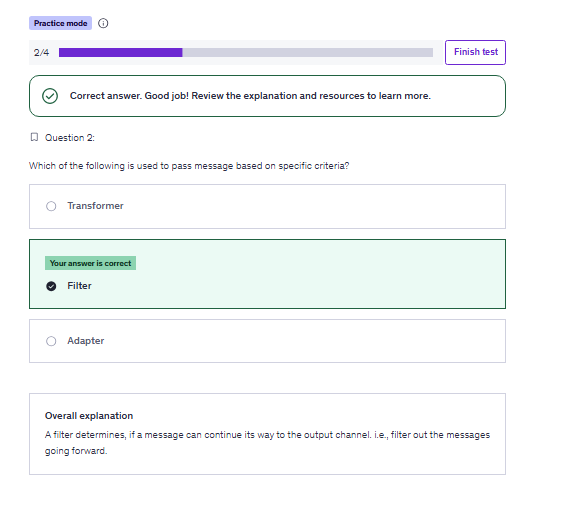 Practice mode
2/4
Finish test
Correct answer. Good job! Review the explanation and resources to learn more.
Question 2:
Which of the following is used to pass message based on specific criteria?
Transformer
Your answer is correct
Filter
Adapter
Overall explanation
A filter determines, if a message can continue its way to the output channel. i.e., filter out the messages
going forward.